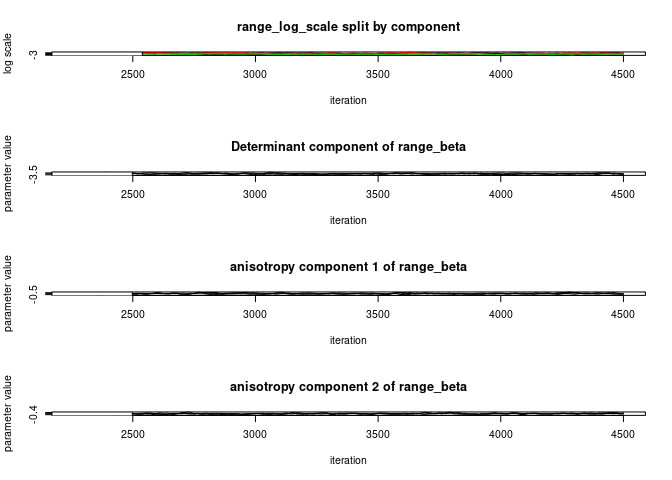 range_log_scale split by component
log scale
-3
2500 3000 3500 4000 4500
iteration
Determinant component of range_beta
parameter value
-3.5
2500 3000 3500 4000 4500
iteration
anisotropy component 1 of range_beta
parameter value
-0.5
2500 3000 3500 4000 4500
iteration
anisotropy component 2 of range_beta
parameter value
-0.4
2500 3000 3500 4000 4500
iteration